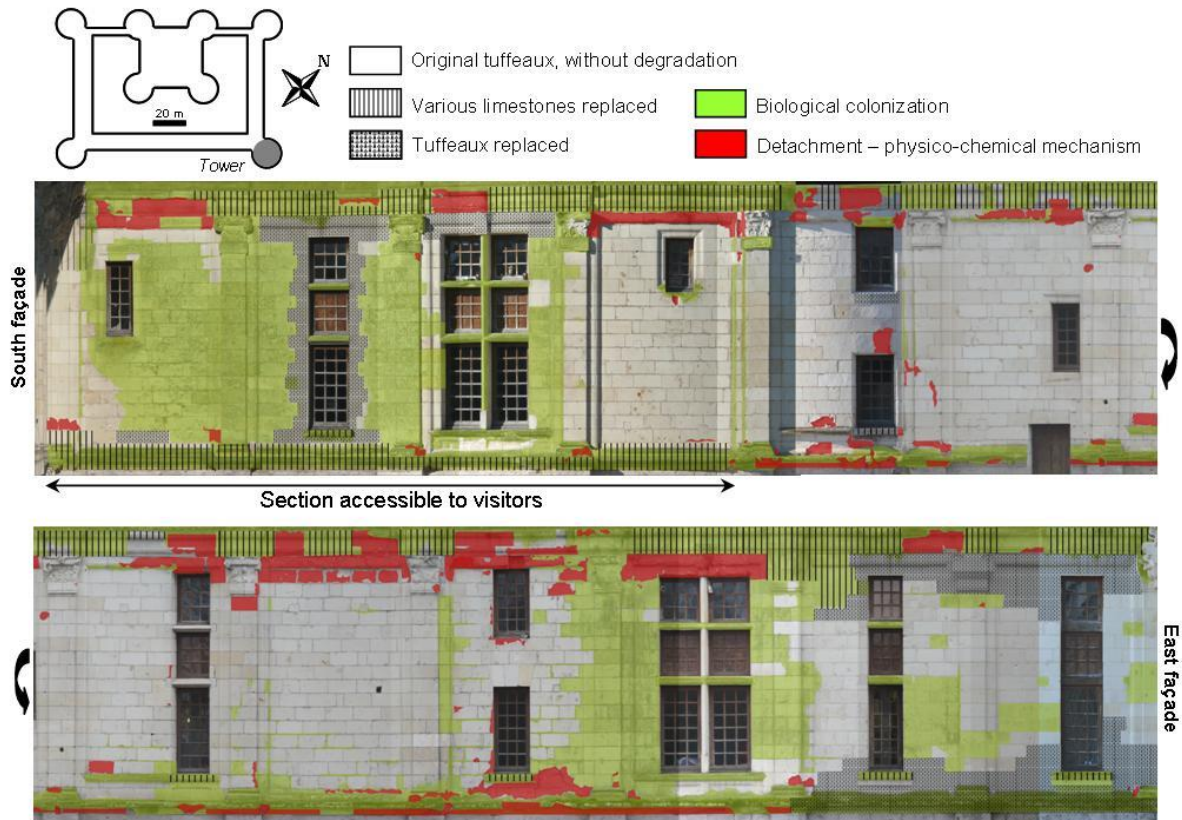 N
20 m
Tower
Original tuffeaux, without degradation
Various limestones replaced
Tuffeaux replaced
Biological colonization
Detachment – physico-chemical mechanism
South façade
Section accessible to visitors
East façade